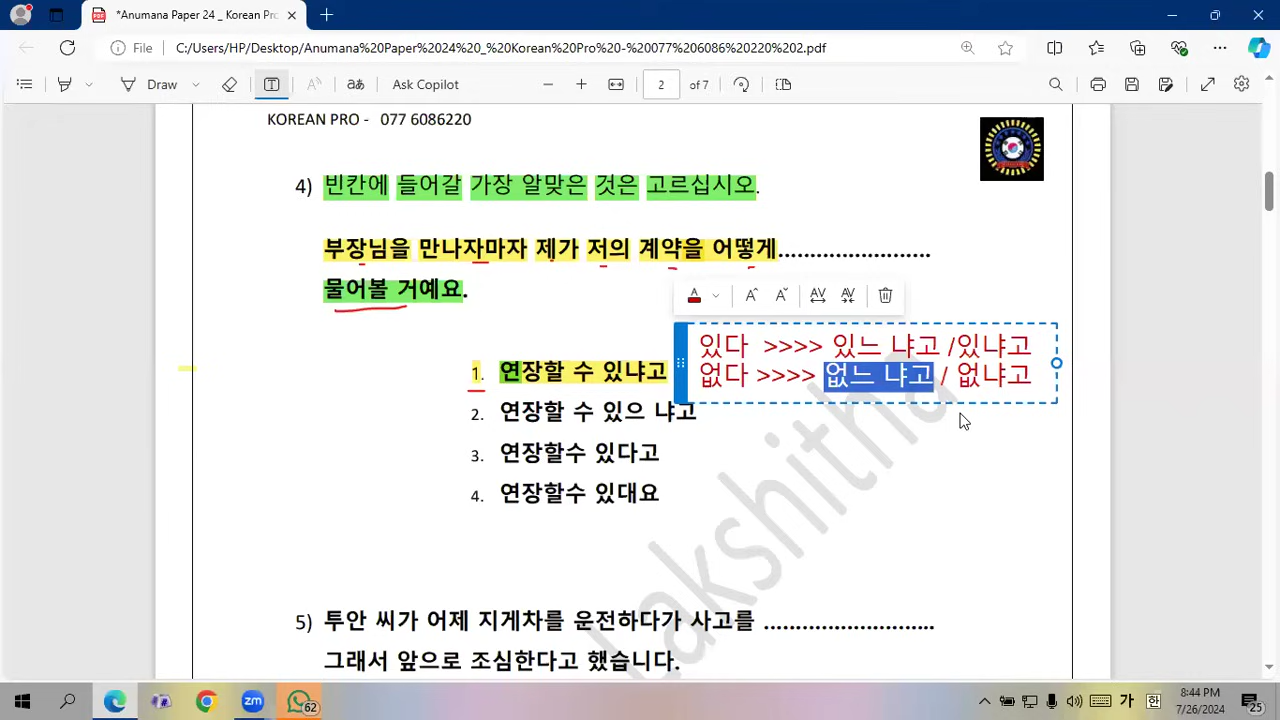 *Anumana Paper 24 _ Korean Pro
File C:/Users/HP/Desktop/Anumana%20Paper%2024%20_%20Korean%20Pro%20-%20077%206086%20220%202.pdf
Draw aあ Ask Copilot 2 of 7
KOREAN PRO - 077 6086220
4) 빈칸에 들어갈 가장 알맞은 것은 고르십시오.
부장님을 만나자마자 제가 저의 계약을 어떻게........................
물어볼 거예요.
있다 >>>> 있느 냐고 /있냐고
없다 >>>> 없느 냐고 / 없냐고
1. 연장할 수 있냐고
2. 연장할 수 있으 냐고
3. 연장할수 있다고
4. 연장할수 있대요
5) 투안 씨가 어제 지게차를 운전하다가 사고를 ...........................
그래서 앞으로 조심한다고 했습니다.
lakshitha
zm 62 가 한 8:44 PM
7/26/2024 25